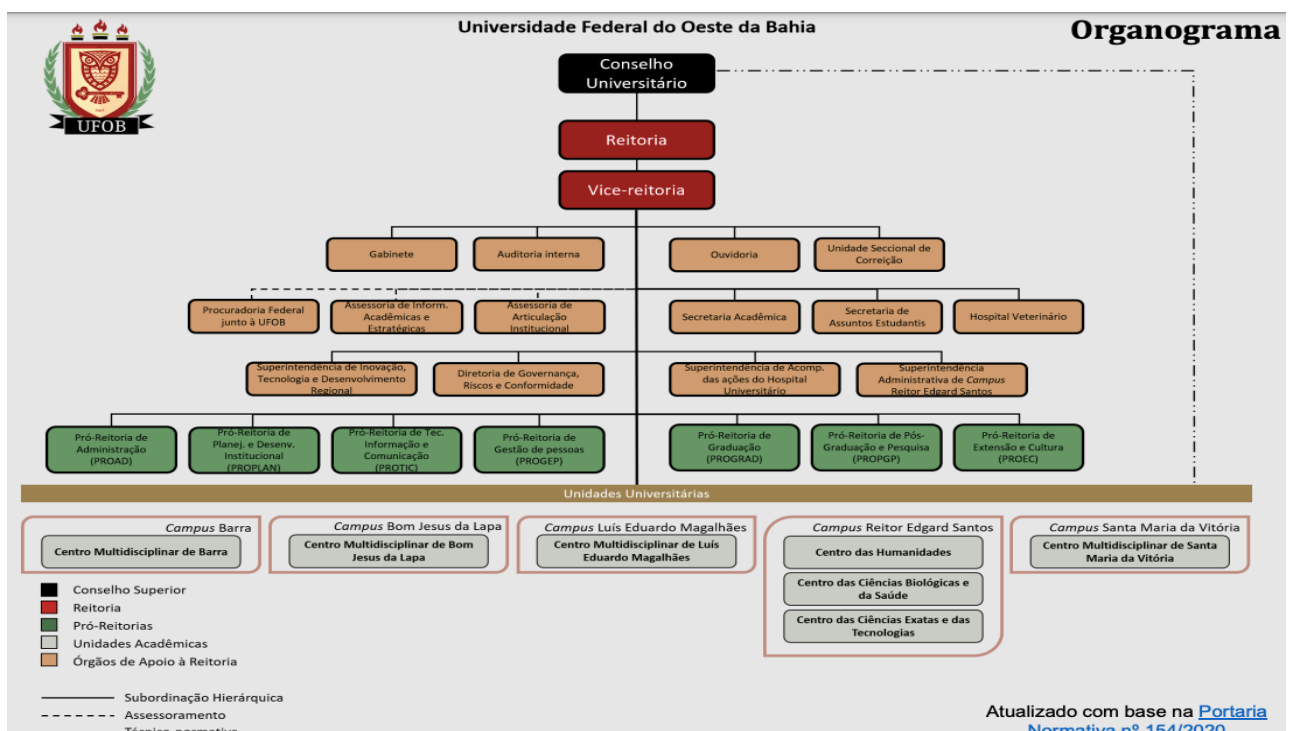 Universidade Federal do Oeste da Bahia
Organograma
UFOB
Conselho
Universitário
Reitoria
Vice-reitoria
Gabinete
Auditoria interna
Ouvidoria
Unidade Seccional de
Correição
Procuradoria Federal
junto à UFOB
Assessoria de Inform.
Acadêmicas e
Estratégicas
Assessoria de
Articulação
Institucional
Secretaria Acadêmica
Secretaria de
Assuntos Estudantis
Hospital Veterinário
Superintendência de Inovação,
Tecnologia e Desenvolvimento
Regional
Diretoria de Governança,
Riscos e Conformidade
Superintendência de Acomp.
das ações do Hospital
Universitário
Superintendência
Administrativa de Campus
Reitor Edgard Santos
Pró-Reitoria de
Administração
(PROAD)
Pró-Reitoria de
Planej. e Desenv.
Institucional
(PROPLAN)
Pró-Reitoria de Tec.
Informação e
Comunicação
(PROTIC)
Pró-Reitoria de
Gestão de pessoas
(PROGEP)
Pró-Reitoria de
Graduação
(PROGRAD)
Pró-Reitoria de Pós-
Graduação e Pesquisa
(PROPGP)
Pró-Reitoria de
Extensão e Cultura
(PROEC)
Unidades Universitárias
Campus Barra
Centro Multidisciplinar de Barra
Campus Bom Jesus da Lapa
Centro Multidisciplinar de Bom
Jesus da Lapa
Campus Luís Eduardo Magalhães
Centro Multidisciplinar de Luís
Eduardo Magalhães
Campus Reitor Edgard Santos
Centro das Humanidades
Centro das Ciências Biológicas e
da Saúde
Centro das Ciências Exatas e das
Tecnologias
Campus Santa Maria da Vitória
Centro Multidisciplinar de Santa
Maria da Vitória
Conselho Superior
Reitoria
Pró-Reitorias
Unidades Acadêmicas
Órgãos de Apoio à Reitoria
Subordinação Hierárquica
Assessoramento
Técnico-normativa
Atualizado com base na Portaria
Normativa nº 154/2020